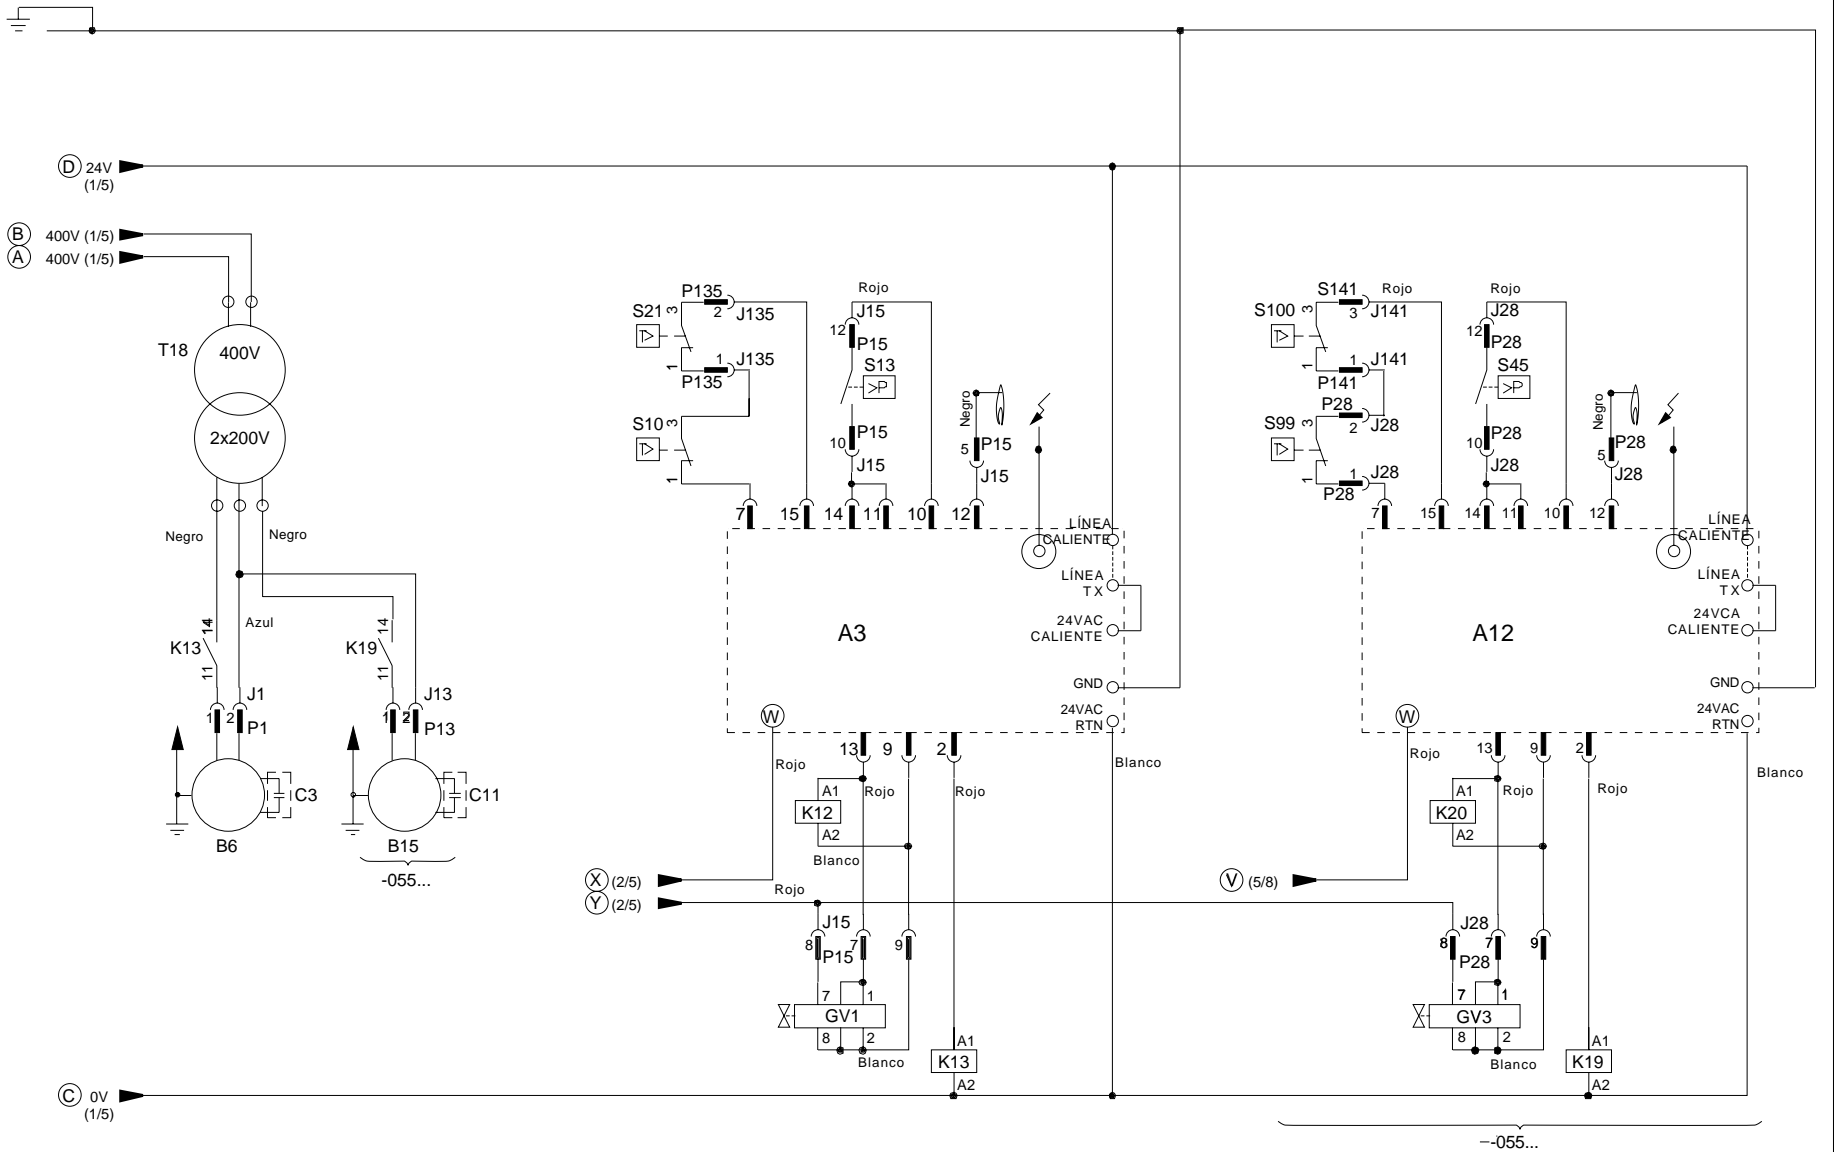 D 24V
(1/5)
B 400V (1/5)
A 400V (1/5)
T18
400V
2x200V
Negro
Negro
Azul
K13
14
11
K19
14
11
J1
1
2
P1
J13
1
2
P13
C3
C11
B6
B15
-055...
S21
3
1
P135
2
J135
1
J135
P135
S10
3
1
Rojo
J15
12
P15
S13
>P
P15
10
J15
Negro
5
P15
J15
7
15
14
11
10
12
LÍNEA
CALIENTE
LÍNEA
TX
24VAC
CALIENTE
A3
GND
24VAC
RTN
W
13
9
2
Rojo
Blanco
A1
Rojo
Rojo
K12
A2
Blanco
X (2/5)
Rojo
Y (2/5)
J15
8
P15
7
9
7
1
GV1
8
2
Blanco
A1
K13
A2
C 0V
(1/5)
S100
3
1
S141
3
J141
Rojo
1
J141
P141
P28
2
J28
S99
3
1
1
J28
P28
Rojo
J28
12
P28
S45
>P
P28
10
J28
Negro
P28
5
J28
7
15
14
11
10
12
LÍNEA
CALIENTE
LÍNEA
TX
24VCA
CALIENTE
A12
GND
24VAC
RTN
W
13
9
2
Rojo
Blanco
A1
Rojo
Rojo
K20
A2
V (5/8)
J28
8
P28
7
9
7
1
GV3
8
2
Blanco
A1
K19
A2
–-055...